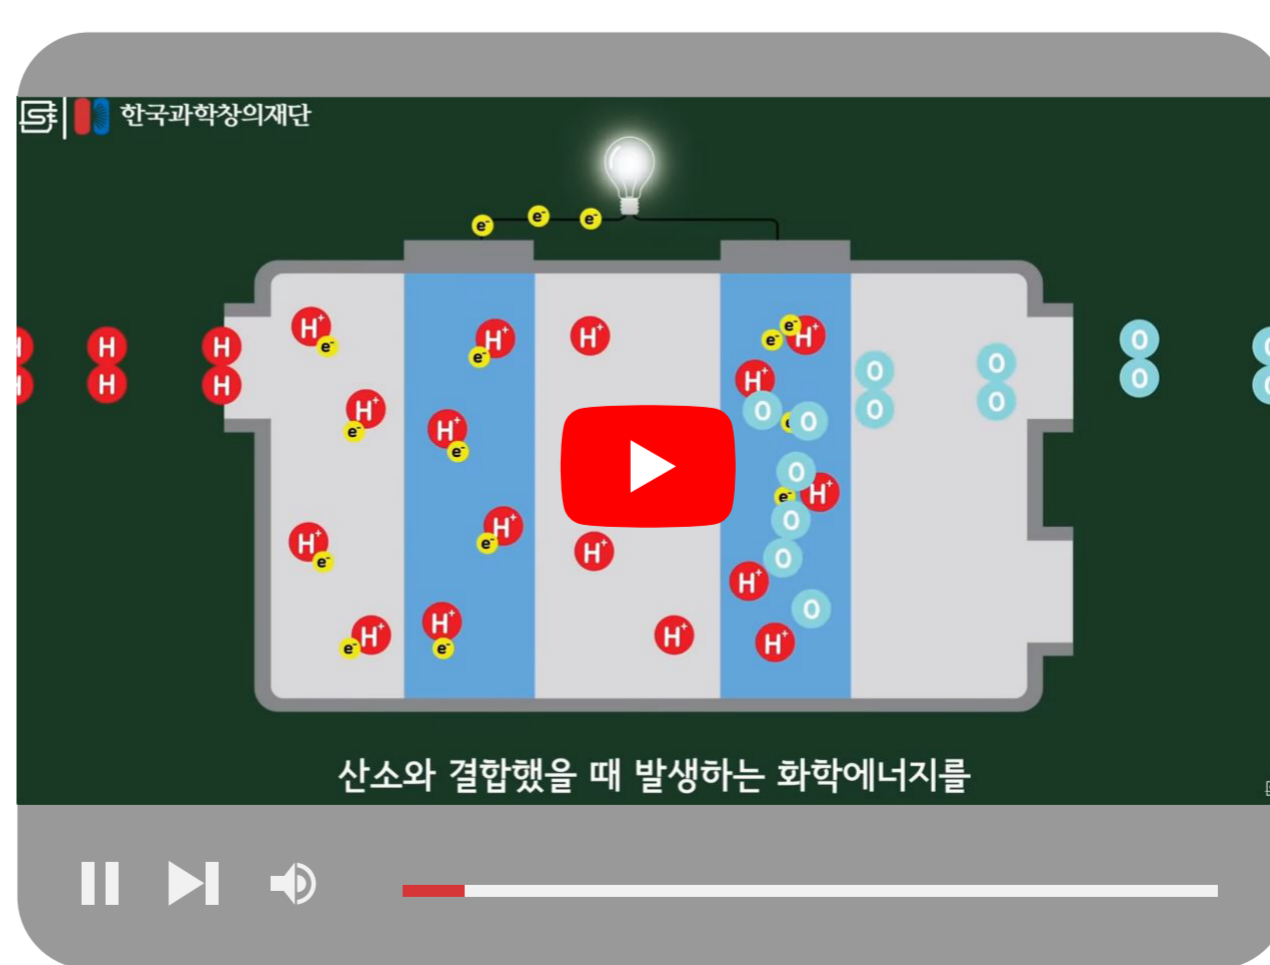 한국과학창의재단
e⁻ e⁻ e⁻
H⁺ e⁻ H⁺ e⁻ H⁺ H⁺ e⁻ e⁻
H H O O O O
H H O O O
H⁺ e⁻ H⁺ e⁻ H⁺ O O
O H⁺ e⁻
H⁺ e⁻ H⁺ e⁻ H⁺ O O
H⁺ H⁺ O
H⁺ e⁻ H⁺ e⁻ H⁺ H⁺
산소와 결합했을 때 발생하는 화학에너지를